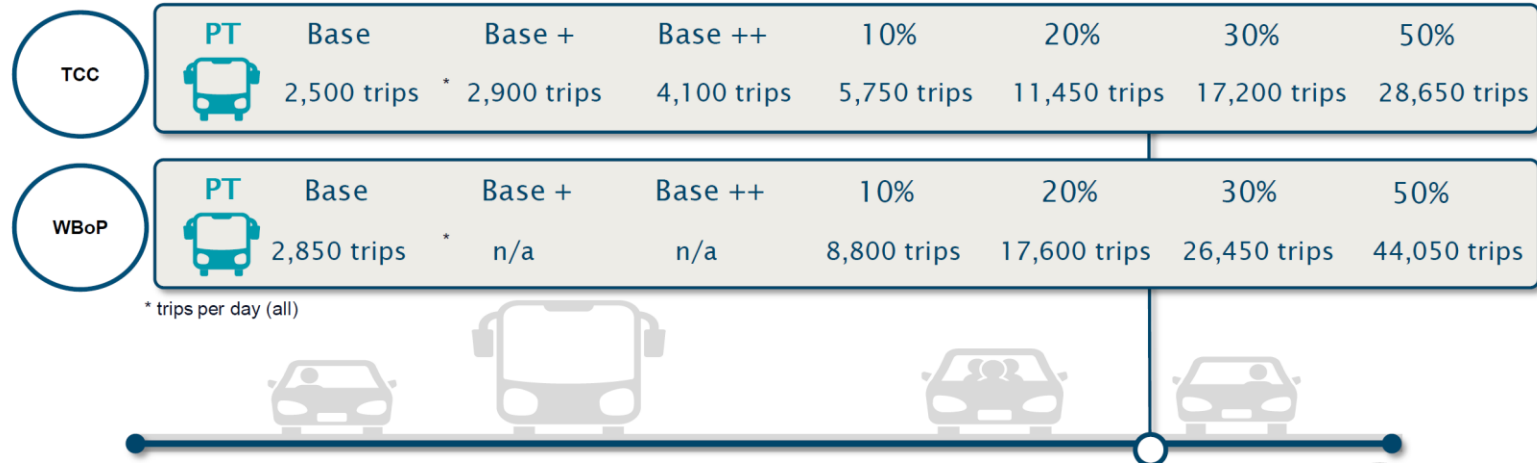 TCC
PT Base Base + Base ++ 10% 20% 30% 50%
2,500 trips * 2,900 trips 4,100 trips 5,750 trips 11,450 trips 17,200 trips 28,650 trips
WBoP
PT Base Base + Base ++ 10% 20% 30% 50%
2,850 trips * n/a n/a 8,800 trips 17,600 trips 26,450 trips 44,050 trips
* trips per day (all)